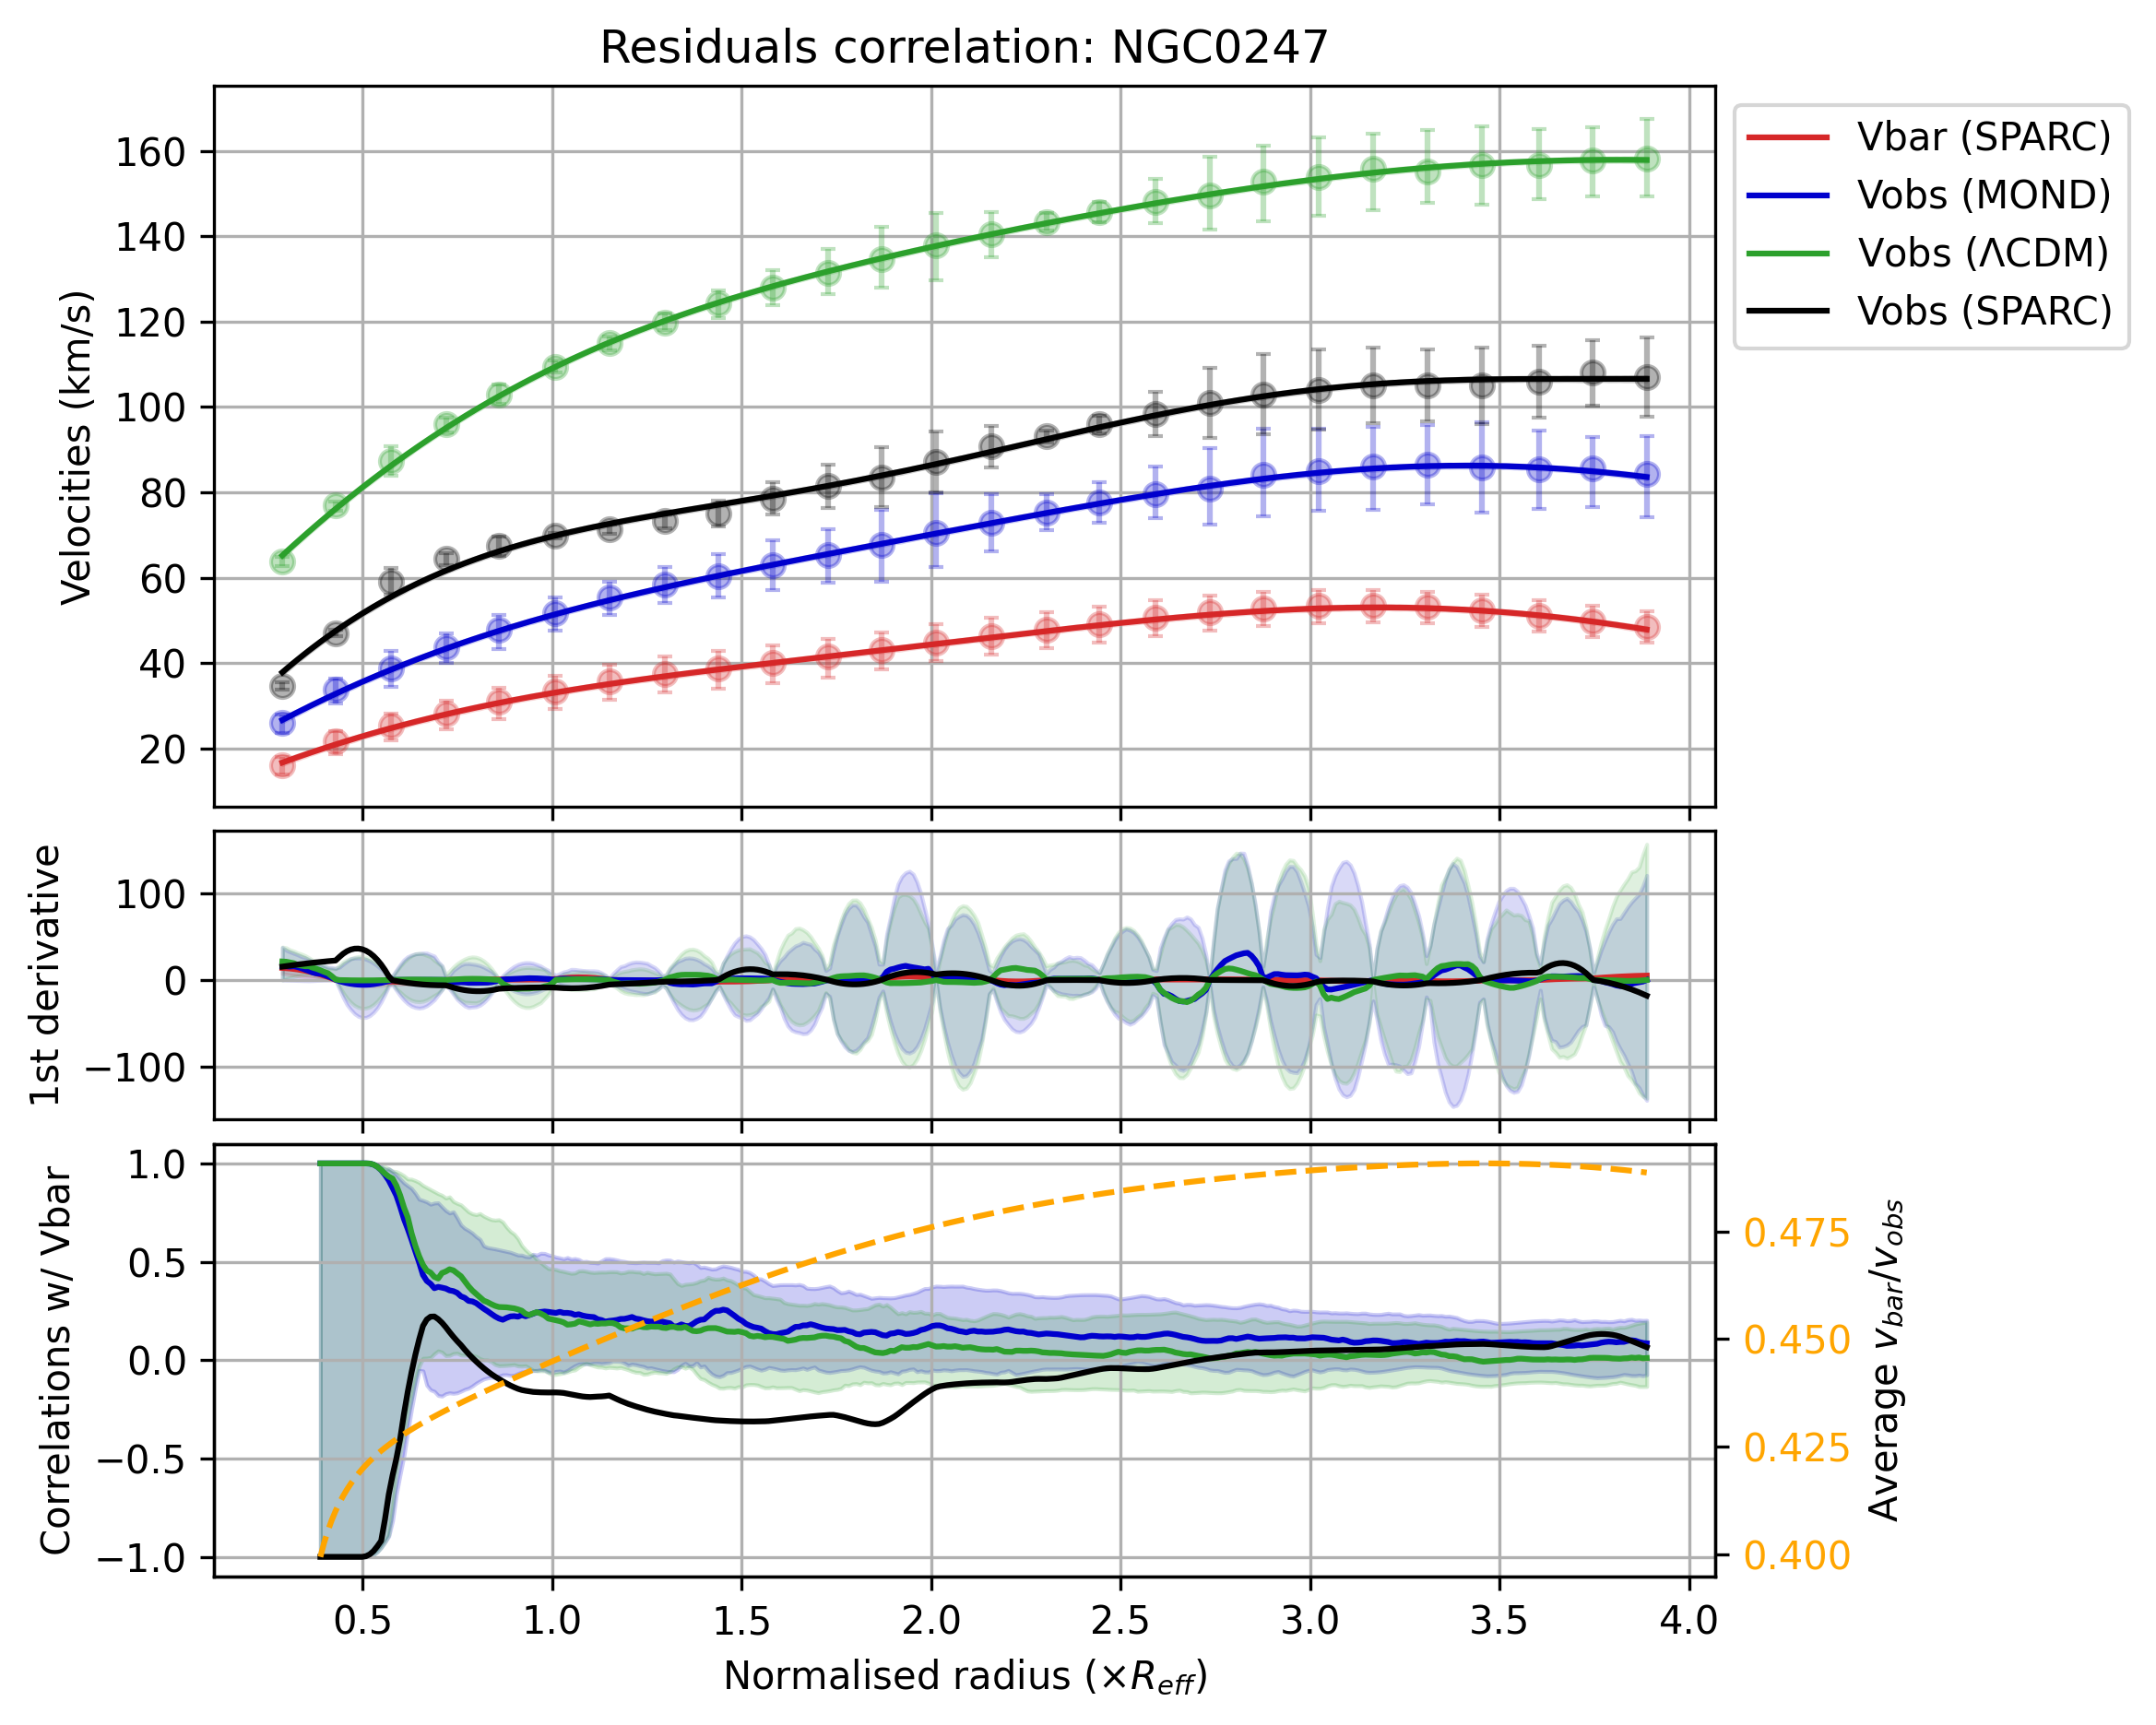 Residuals correlation: NGC0247
Velocities (km/s)
160
140
120
100
80
60
40
20
Vbar (SPARC)
Vobs (MOND)
Vobs (ΛCDM)
Vobs (SPARC)
1st derivative
100
0
−100
Correlations w/ Vbar
1.0
0.5
0.0
−0.5
−1.0
0.475
0.450
0.425
0.400
Average v_bar/v_obs
0.5 1.0 1.5 2.0 2.5 3.0 3.5 4.0
Normalised radius (×R_eff)